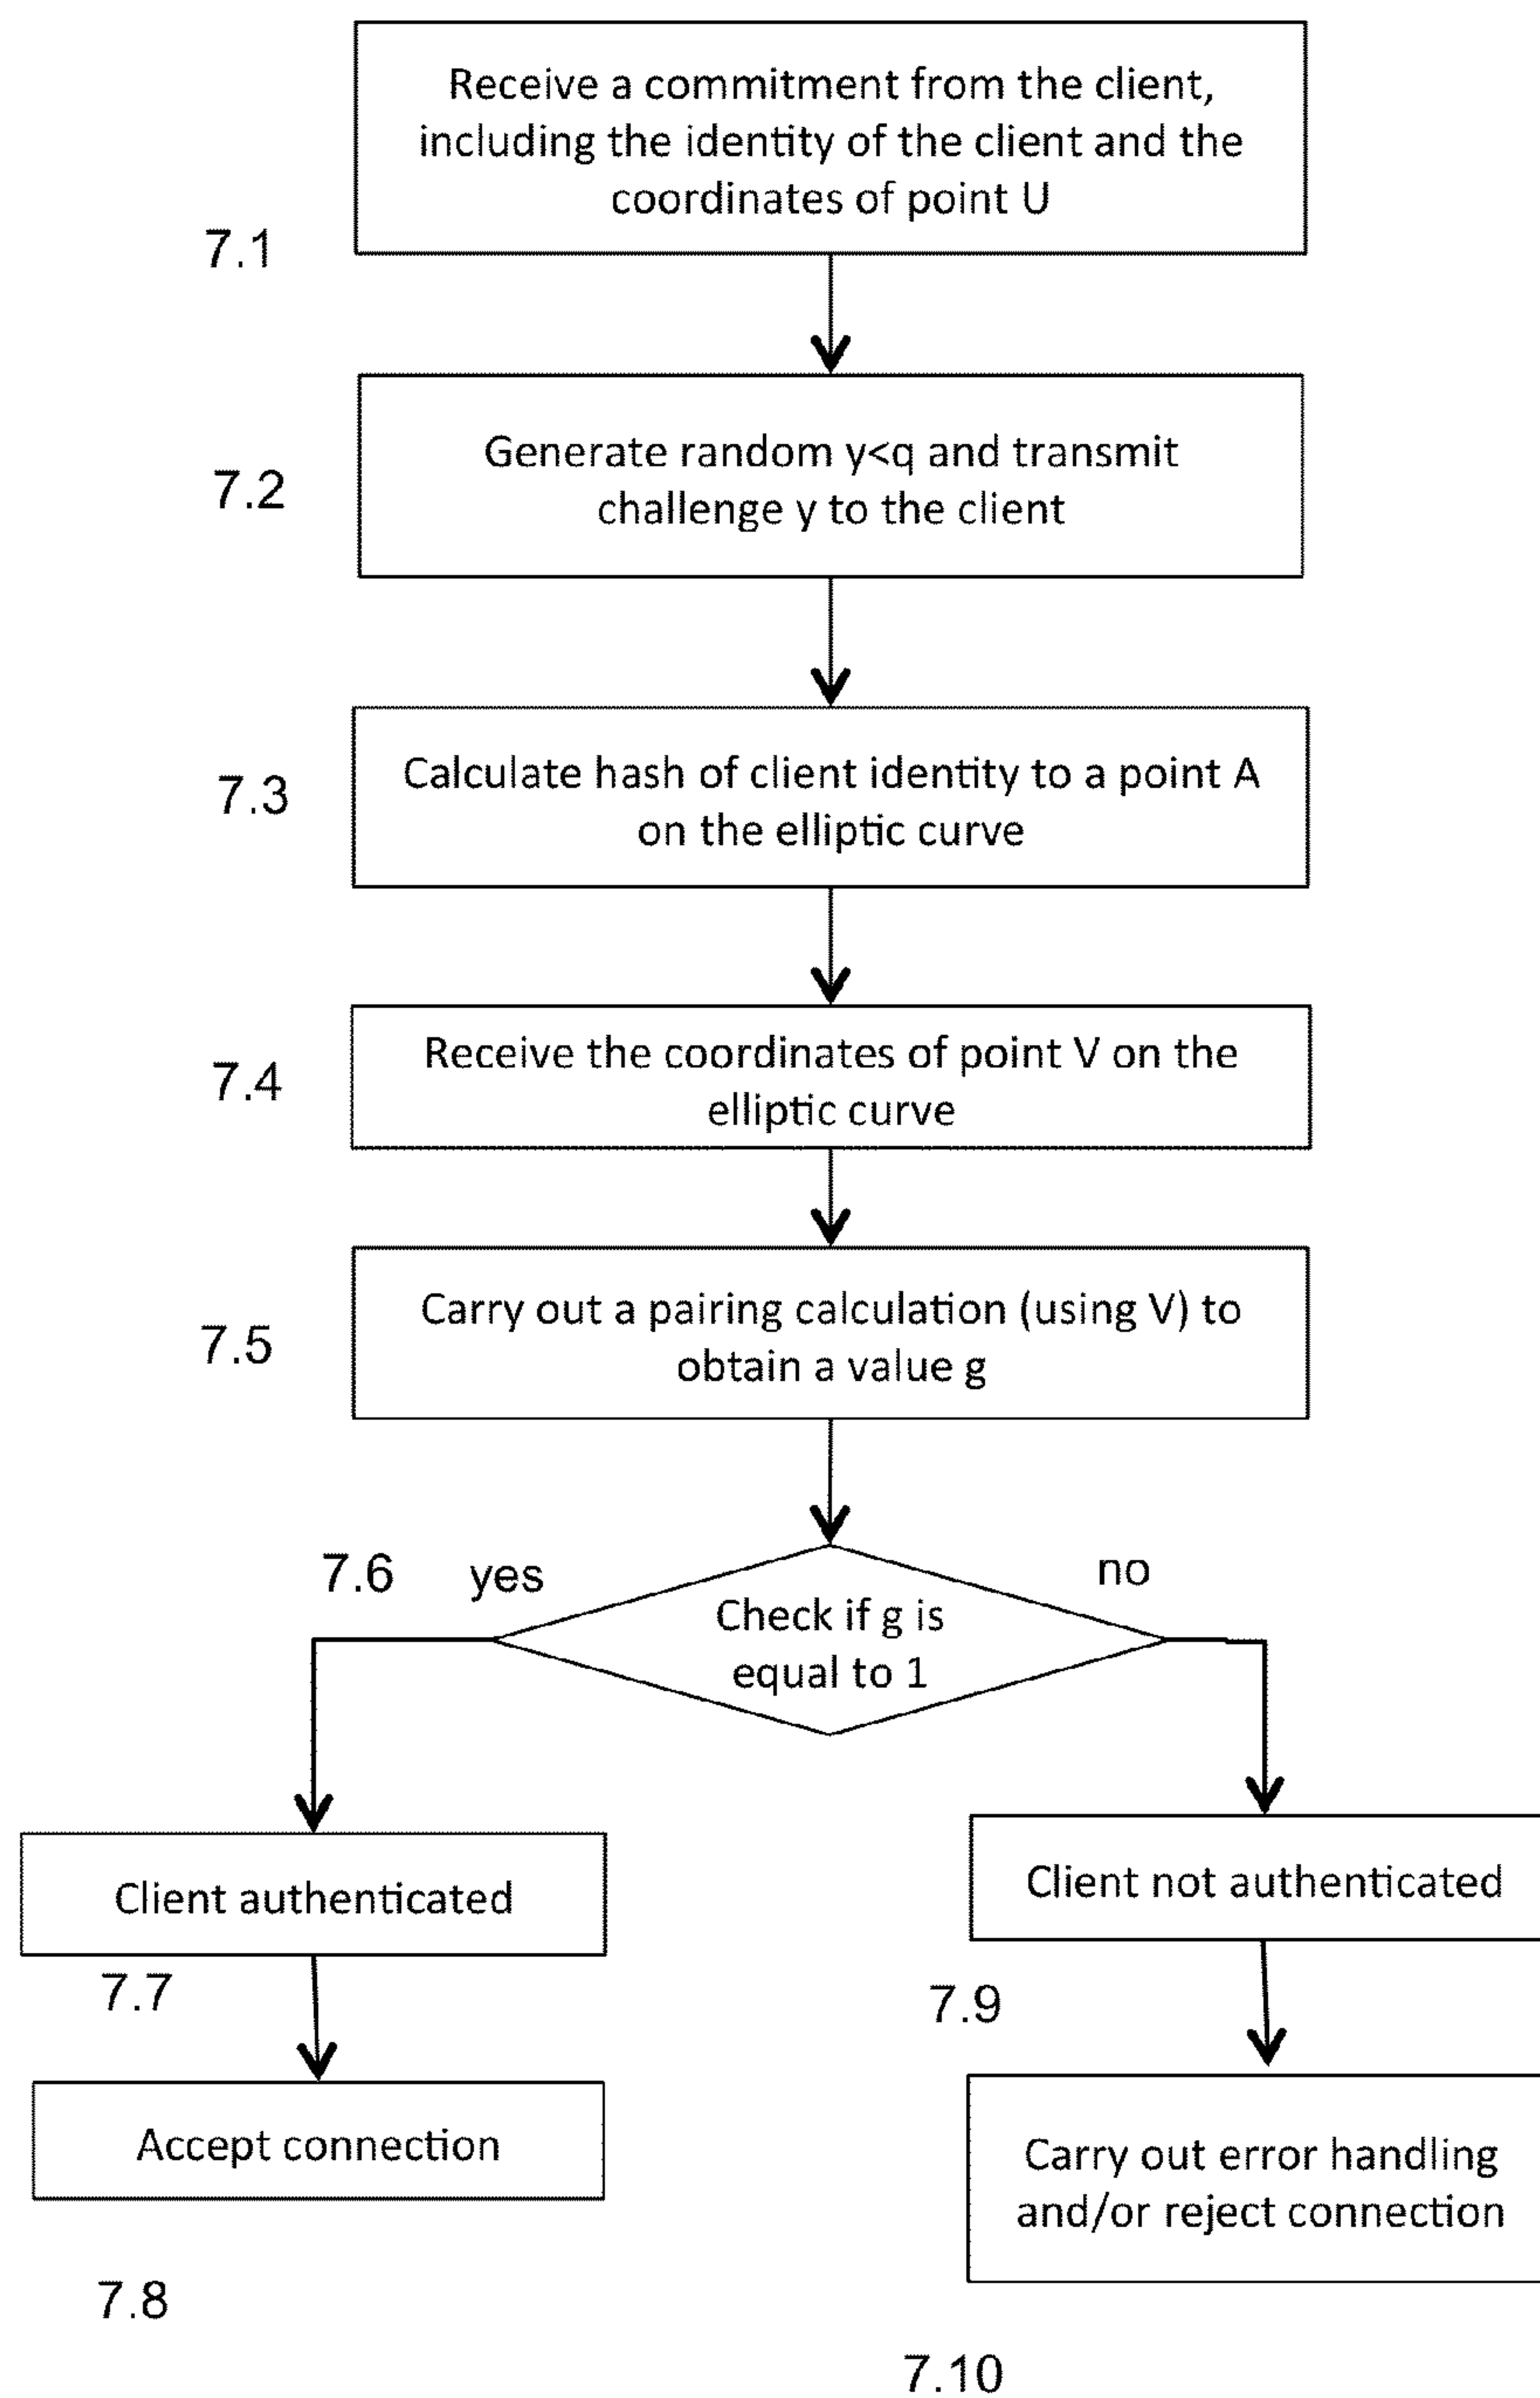 Receive a commitment from the client,
including the identity of the client and the
coordinates of point U
7.1
Generate random y<q and transmit
challenge y to the client
7.2
Calculate hash of client identity to a point A
on the elliptic curve
7.3
Receive the coordinates of point V on the
elliptic curve
7.4
Carry out a pairing calculation (using V) to
obtain a value g
7.5
7.6
yes
no
Check if g is
equal to 1
Client authenticated
7.7
Client not authenticated
7.9
Accept connection
7.8
Carry out error handling
and/or reject connection
7.10